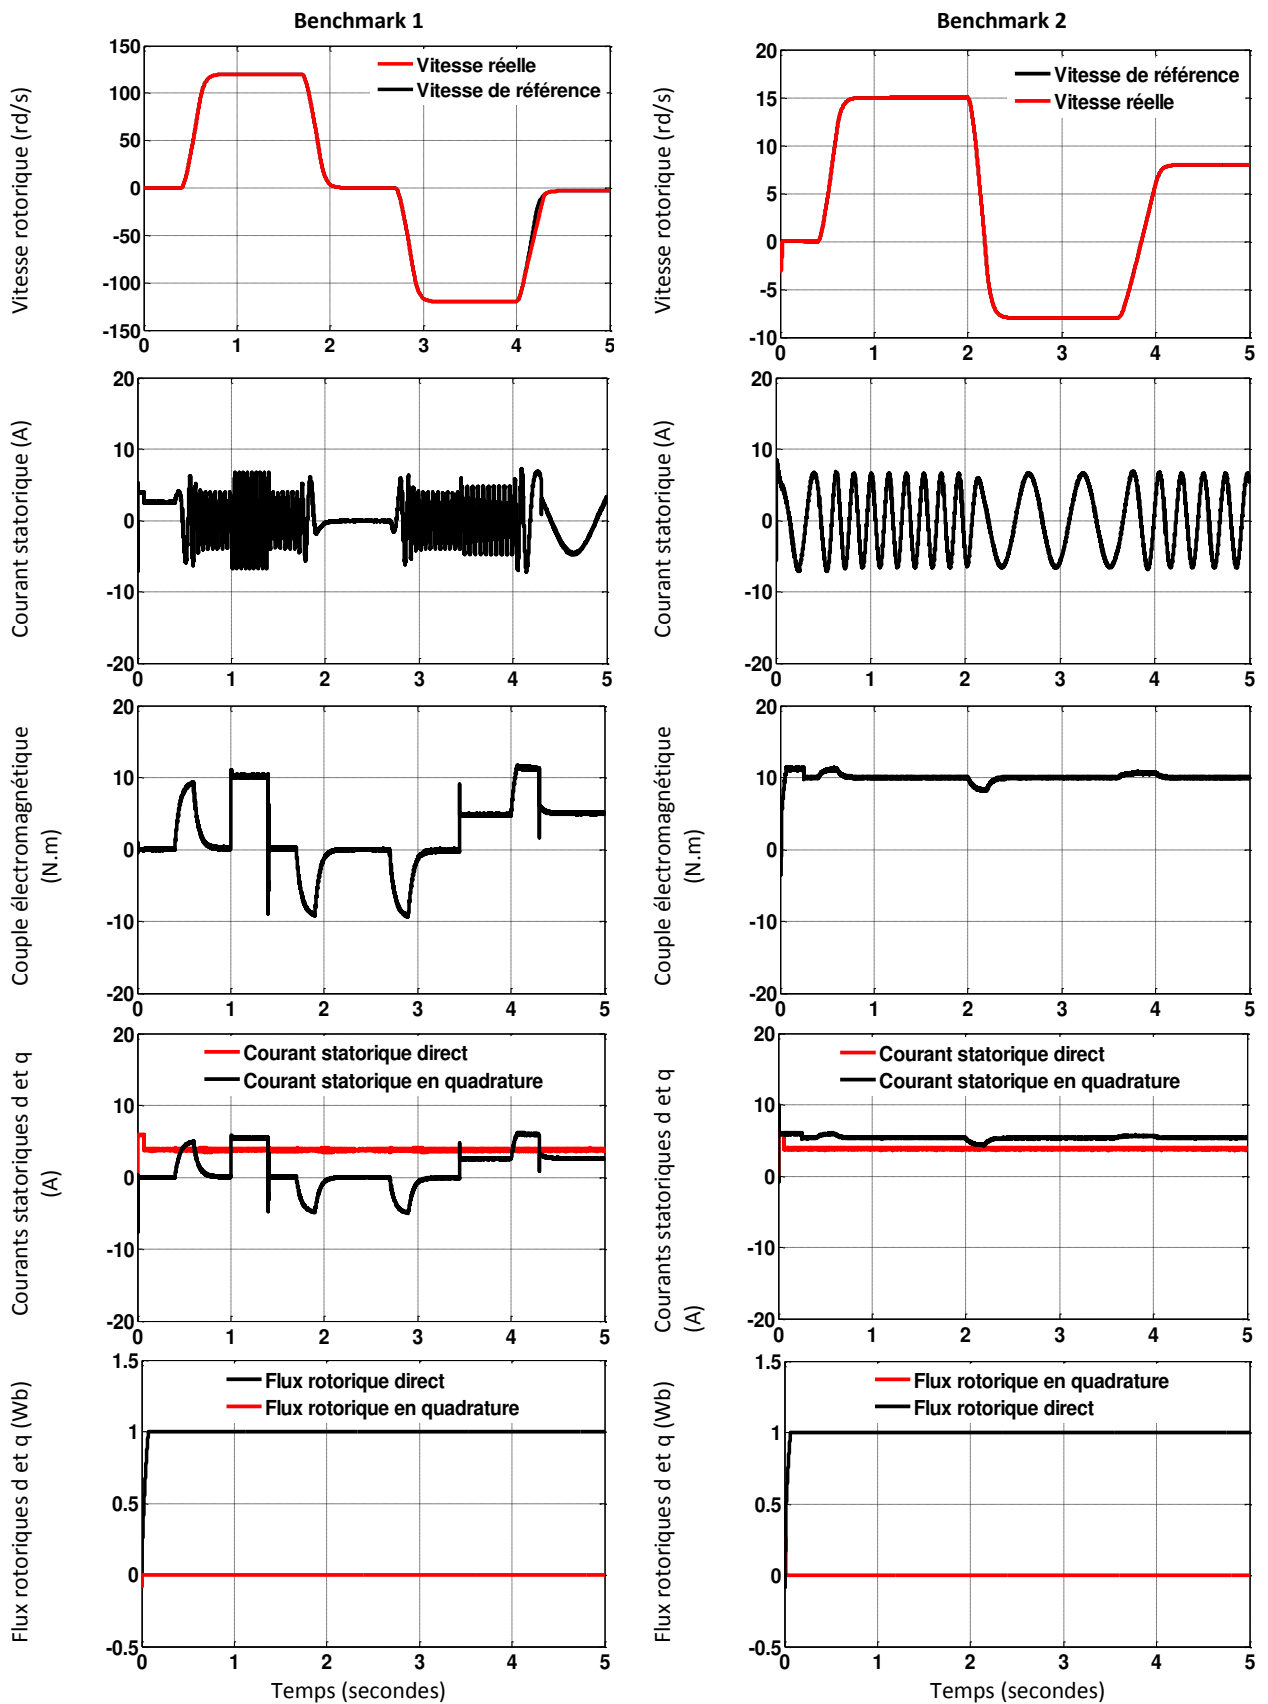 Benchmark 1
Vitesse rotorique (rd/s)
150
100
50
0
-50
-100
-150
Vitesse réelle
Vitesse de référence
0 1 2 3 4 5
Courant statorique (A)
20
10
0
-10
-20
0 1 2 3 4 5
Couple électromagnétique
(N.m)
20
10
0
-10
-20
0 1 2 3 4 5
Courants statoriques d et q
(A)
20
10
0
-10
-20
Courant statorique direct
Courant statorique en quadrature
0 1 2 3 4 5
Flux rotoriques d et q (Wb)
1.5
1
0.5
0
-0.5
Flux rotorique direct
Flux rotorique en quadrature
0 1 2 3 4 5
Temps (secondes)
Benchmark 2
Vitesse rotorique (rd/s)
20
15
10
5
0
-5
-10
Vitesse de référence
Vitesse réelle
0 1 2 3 4 5
Courant statorique (A)
20
10
0
-10
-20
0 1 2 3 4 5
Couple électromagnétique
(N.m)
20
10
0
-10
-20
0 1 2 3 4 5
Courants statoriques d et q
(A)
20
10
0
-10
-20
Courant statorique direct
Courant statorique en quadrature
0 1 2 3 4 5
Flux rotoriques d et q (Wb)
1.5
1
0.5
0
-0.5
Flux rotorique en quadrature
Flux rotorique direct
0 1 2 3 4 5
Temps (secondes)